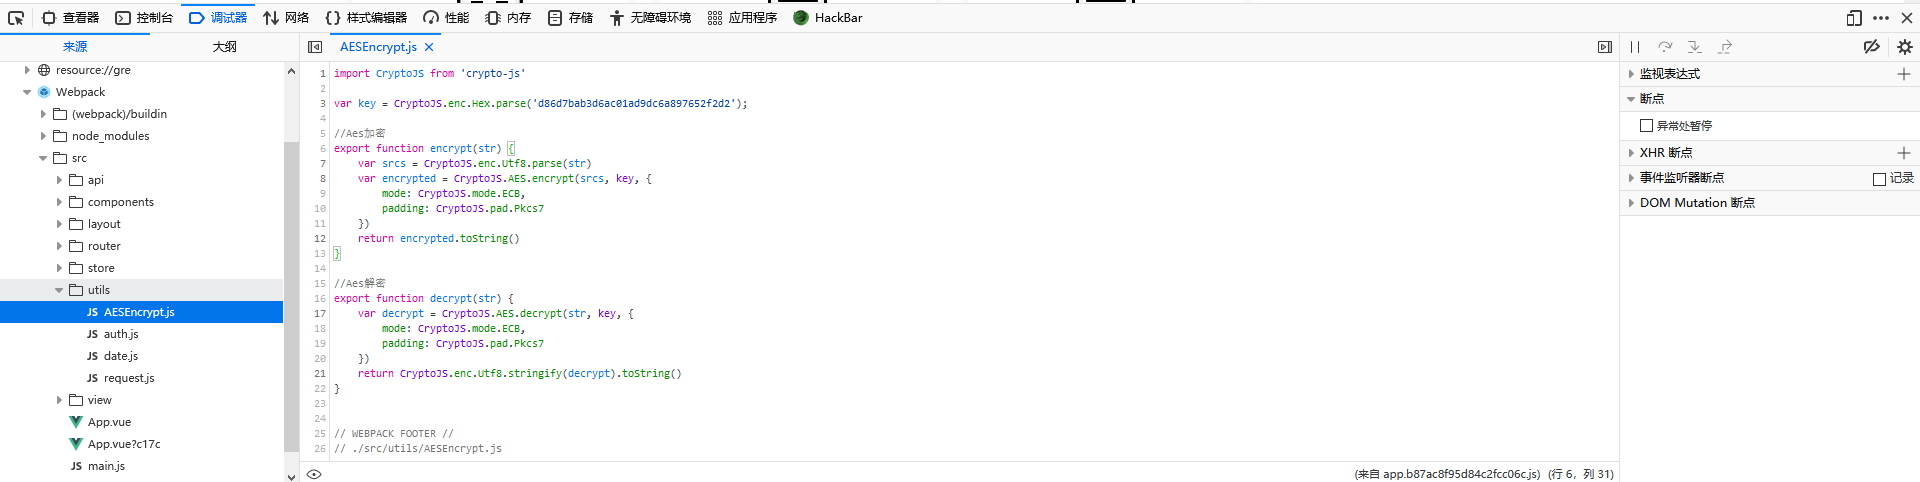 查看器 控制台 调试器 网络 样式编辑器 性能 内存 存储 无障碍环境 应用程序 HackBar
来源 大纲
resource://gre
Webpack
(webpack)/buildin
node_modules
src
api
components
layout
router
store
utils
JS AESEncrypt.js
JS auth.js
JS date.js
JS request.js
view
App.vue
App.vue?c17c
JS main.js
AESEncrypt.js
1 import CryptoJS from 'crypto-js'
2
3 var key = CryptoJS.enc.Hex.parse('d86d7bab3d6ac01ad9dc6a897652f2d2');
4
5 //Aes加密
6 export function encrypt(str) {
7 var srcs = CryptoJS.enc.Utf8.parse(str)
8 var encrypted = CryptoJS.AES.encrypt(srcs, key, {
9 mode: CryptoJS.mode.ECB,
10 padding: CryptoJS.pad.Pkcs7
11 })
12 return encrypted.toString()
13 }
14
15 //Aes解密
16 export function decrypt(str) {
17 var decrypt = CryptoJS.AES.decrypt(str, key, {
18 mode: CryptoJS.mode.ECB,
19 padding: CryptoJS.pad.Pkcs7
20 })
21 return CryptoJS.enc.Utf8.stringify(decrypt).toString()
22 }
23
24
25 // WEBPACK FOOTER //
26 // ./src/utils/AESEncrypt.js
(来自 app.b87ac8f95d84c2fcc06c.js) (行 6，列 31)
监视表达式
断点
异常处暂停
XHR 断点
事件监听器断点 记录
DOM Mutation 断点